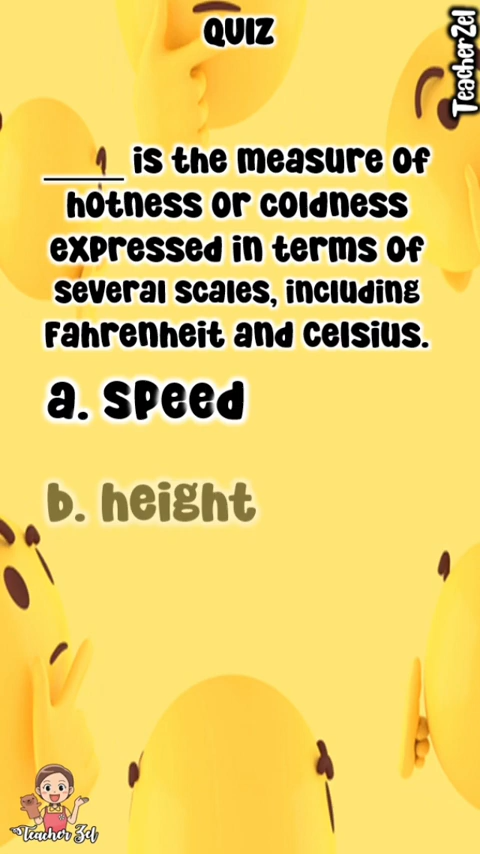 QUIZ
TeacherZel
____ is the measure of
hotness or coldness
expressed in terms of
several scales, including
Fahrenheit and Celsius.
a. speed
b. height
Teacher Zel